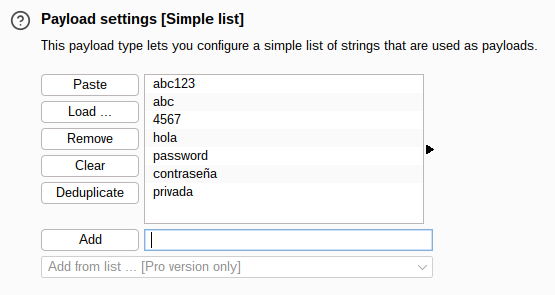 Payload settings [Simple list]
This payload type lets you configure a simple list of strings that are used as payloads.
Paste
Load ...
Remove
Clear
Deduplicate
abc123
abc
4567
hola
password
contraseña
privada
Add
Add from list ... [Pro version only]